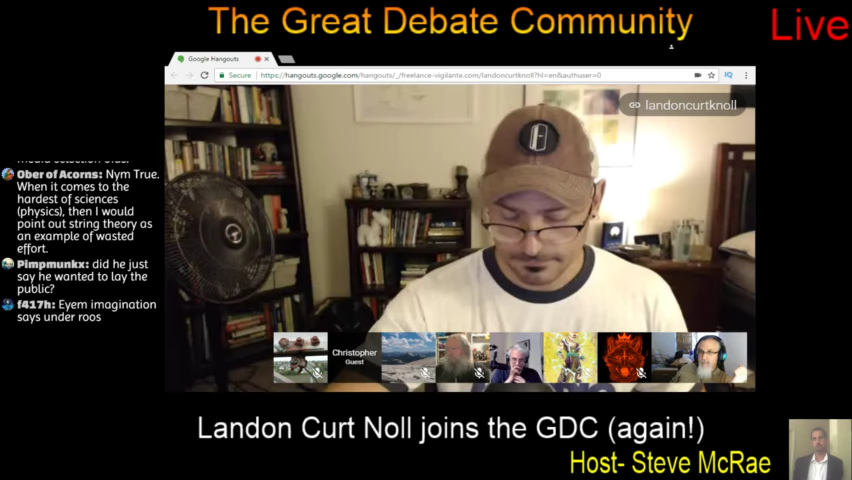 The Great Debate Community
Live
Google Hangouts
Secure
https://hangouts.google.com/hangouts/_/freelance-vigilante.com/landoncurtknoll?hl=en&authuser=0
IQ
landoncurtknoll
Ober of Acorns: Nym True.
When it comes to the
hardest of sciences
(physics), then I would
point out string theory as
an example of wasted
effort.
Pimpmunkx: did he just
say he wanted to lay the
public?
f417h: Eyem imagination
says under roos
Christopher
Guest
Landon Curt Noll joins the GDC (again!)
Host- Steve McRae